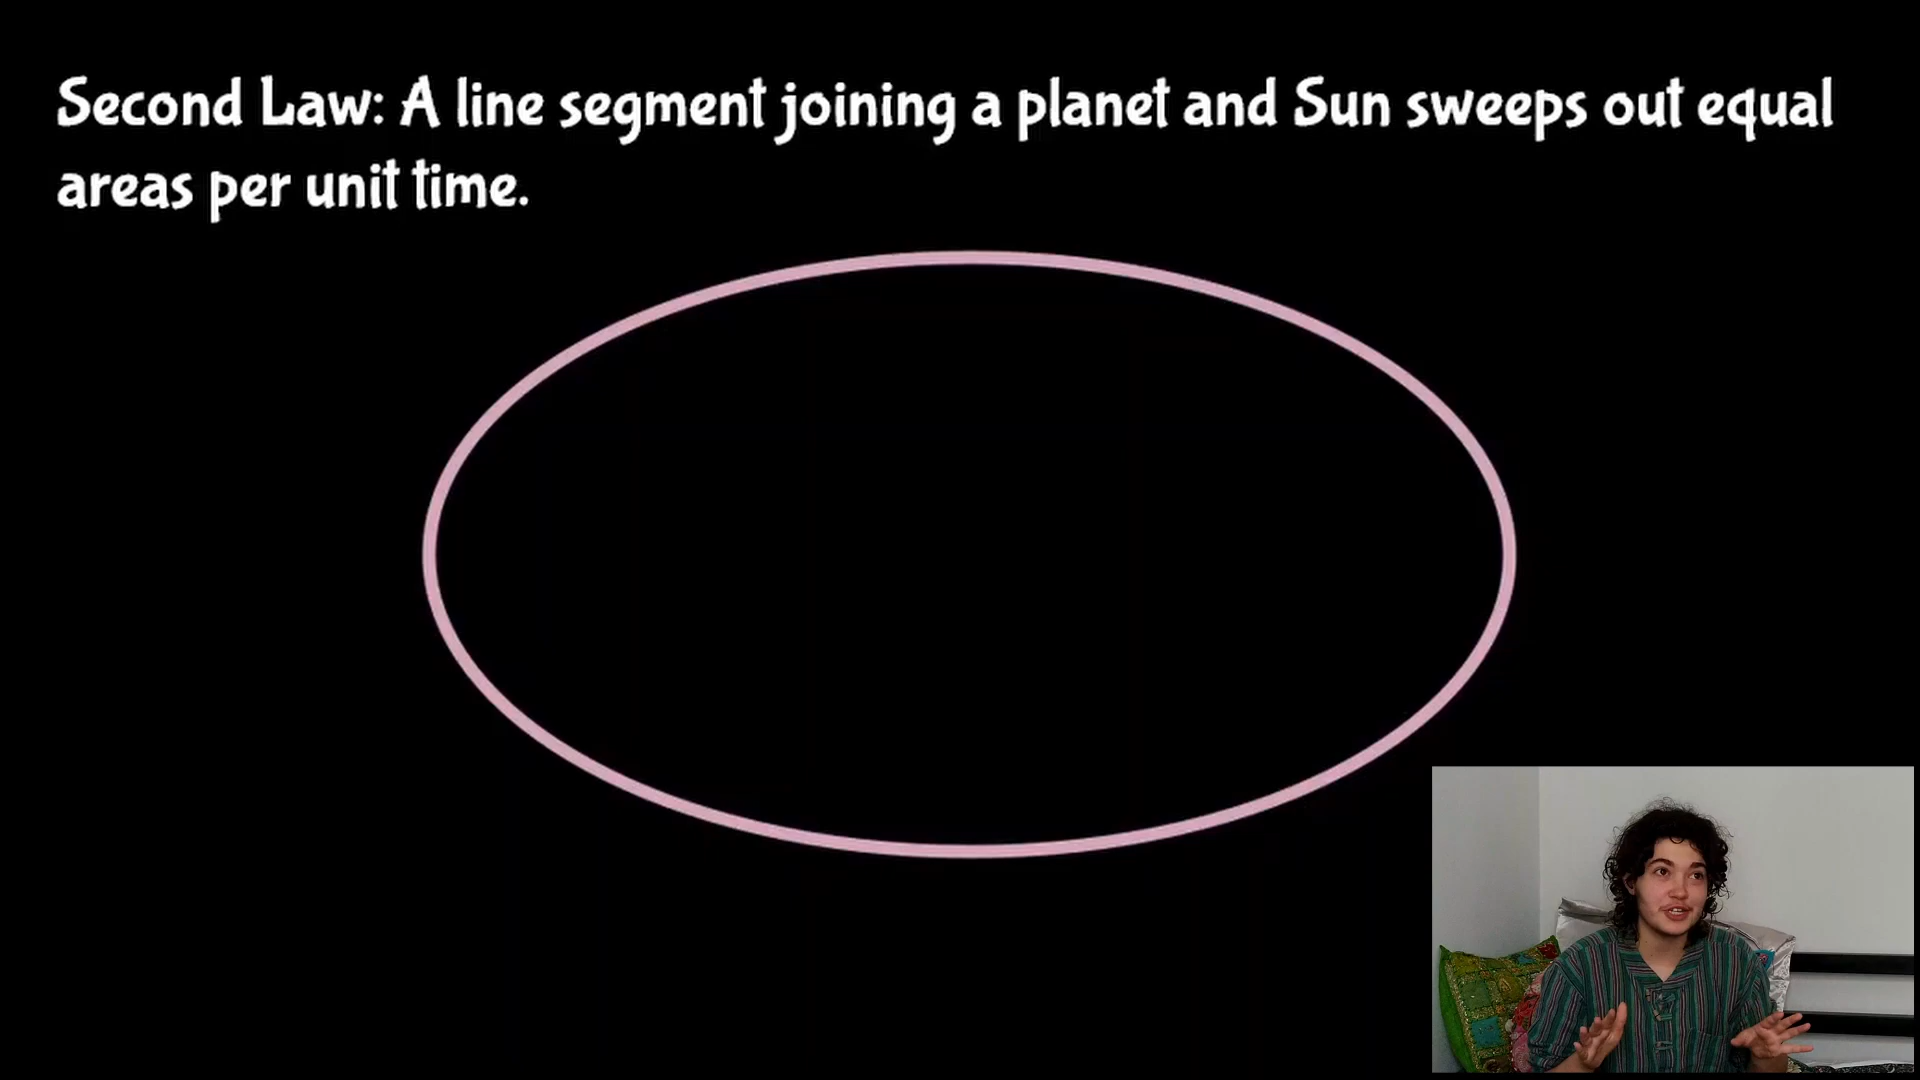 Second Law: A line segment joining a planet and Sun sweeps out equal
areas per unit time.